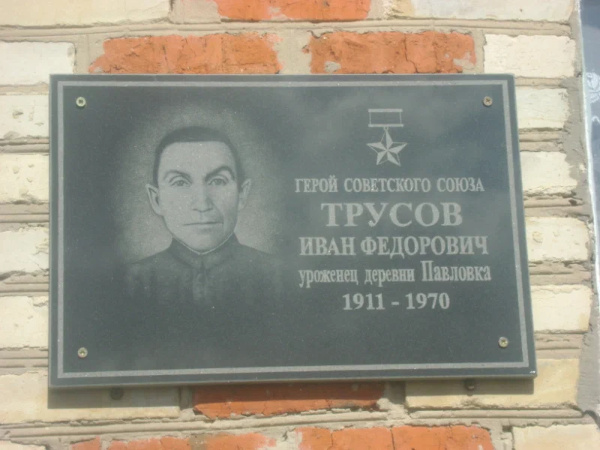 ГЕРОЙ СОВЕТСКОГО СОЮЗА
ТРУСОВ
ИВАН ФЕДОРОВИЧ
уроженец деревни Павловка
1911 - 1970